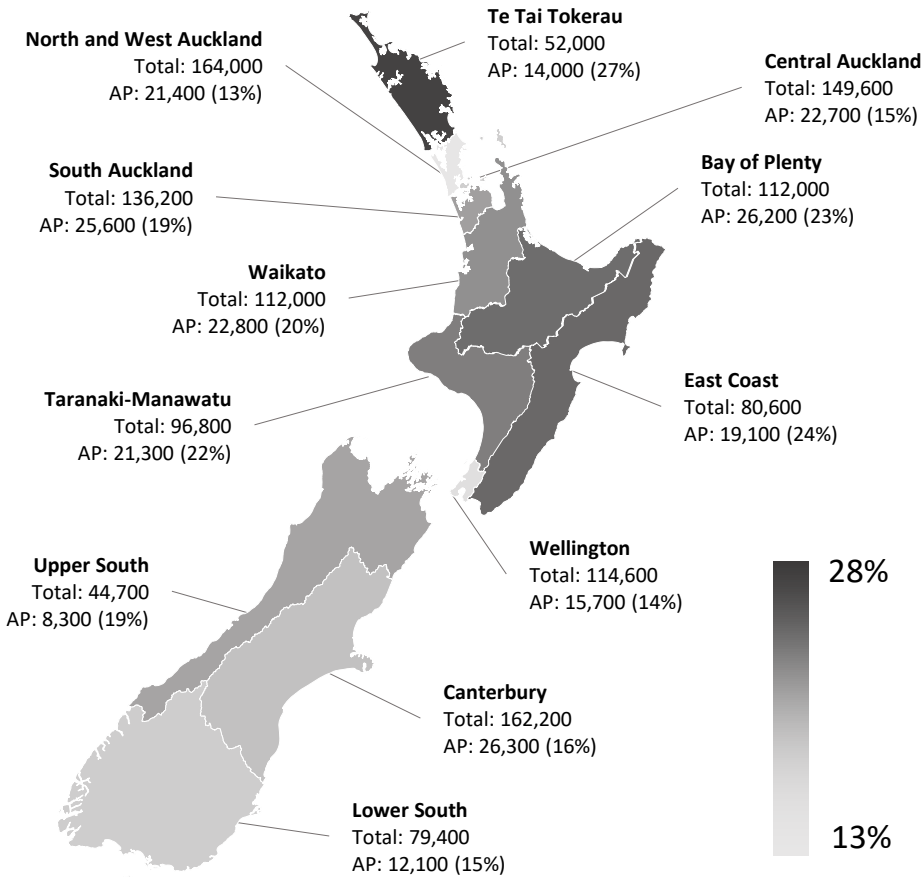 Te Tai Tokerau
Total: 52,000
AP: 14,000 (27%)
North and West Auckland
Total: 164,000
AP: 21,400 (13%)
Central Auckland
Total: 149,600
AP: 22,700 (15%)
South Auckland
Total: 136,200
AP: 25,600 (19%)
Bay of Plenty
Total: 112,000
AP: 26,200 (23%)
Waikato
Total: 112,000
AP: 22,800 (20%)
Taranaki-Manawatu
Total: 96,800
AP: 21,300 (22%)
East Coast
Total: 80,600
AP: 19,100 (24%)
Wellington
Total: 114,600
AP: 15,700 (14%)
Upper South
Total: 44,700
AP: 8,300 (19%)
Canterbury
Total: 162,200
AP: 26,300 (16%)
Lower South
Total: 79,400
AP: 12,100 (15%)
28%
13%